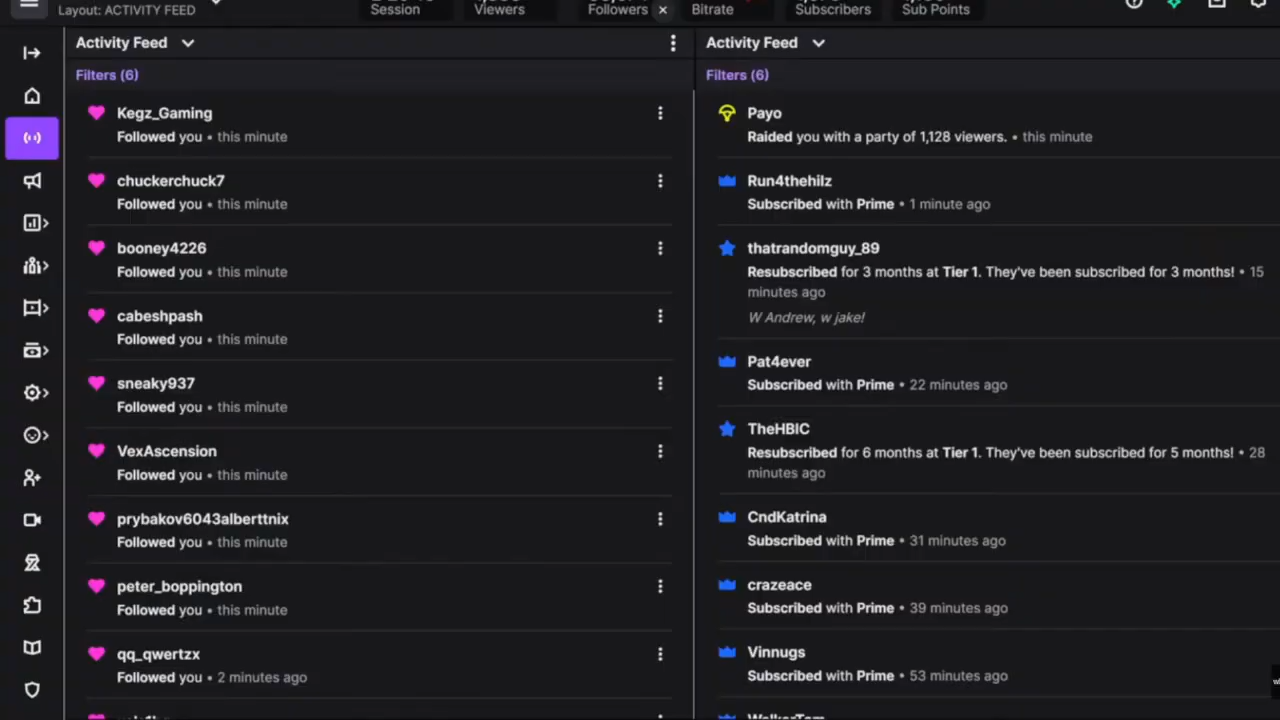 Layout: ACTIVITY FEED
Session
Viewers
Followers
Bitrate
Subscribers
Sub Points
Activity Feed
Filters (6)
Kegz_Gaming
Followed you • this minute
chuckerchuck7
Followed you • this minute
booney4226
Followed you • this minute
cabeshpash
Followed you • this minute
sneaky937
Followed you • this minute
VexAscension
Followed you • this minute
prybakov6043alberttnix
Followed you • this minute
peter_boppington
Followed you • this minute
qq_qwertzx
Followed you • 2 minutes ago
Activity Feed
Filters (6)
Payo
Raided you with a party of 1,128 viewers. • this minute
Run4thehilz
Subscribed with Prime • 1 minute ago
thatrandomguy_89
Resubscribed for 3 months at Tier 1. They've been subscribed for 3 months! • 15
minutes ago
W Andrew, w jake!
Pat4ever
Subscribed with Prime • 22 minutes ago
TheHBIC
Resubscribed for 6 months at Tier 1. They've been subscribed for 5 months! • 28
minutes ago
CndKatrina
Subscribed with Prime • 31 minutes ago
crazeace
Subscribed with Prime • 39 minutes ago
Vinnugs
Subscribed with Prime • 53 minutes ago